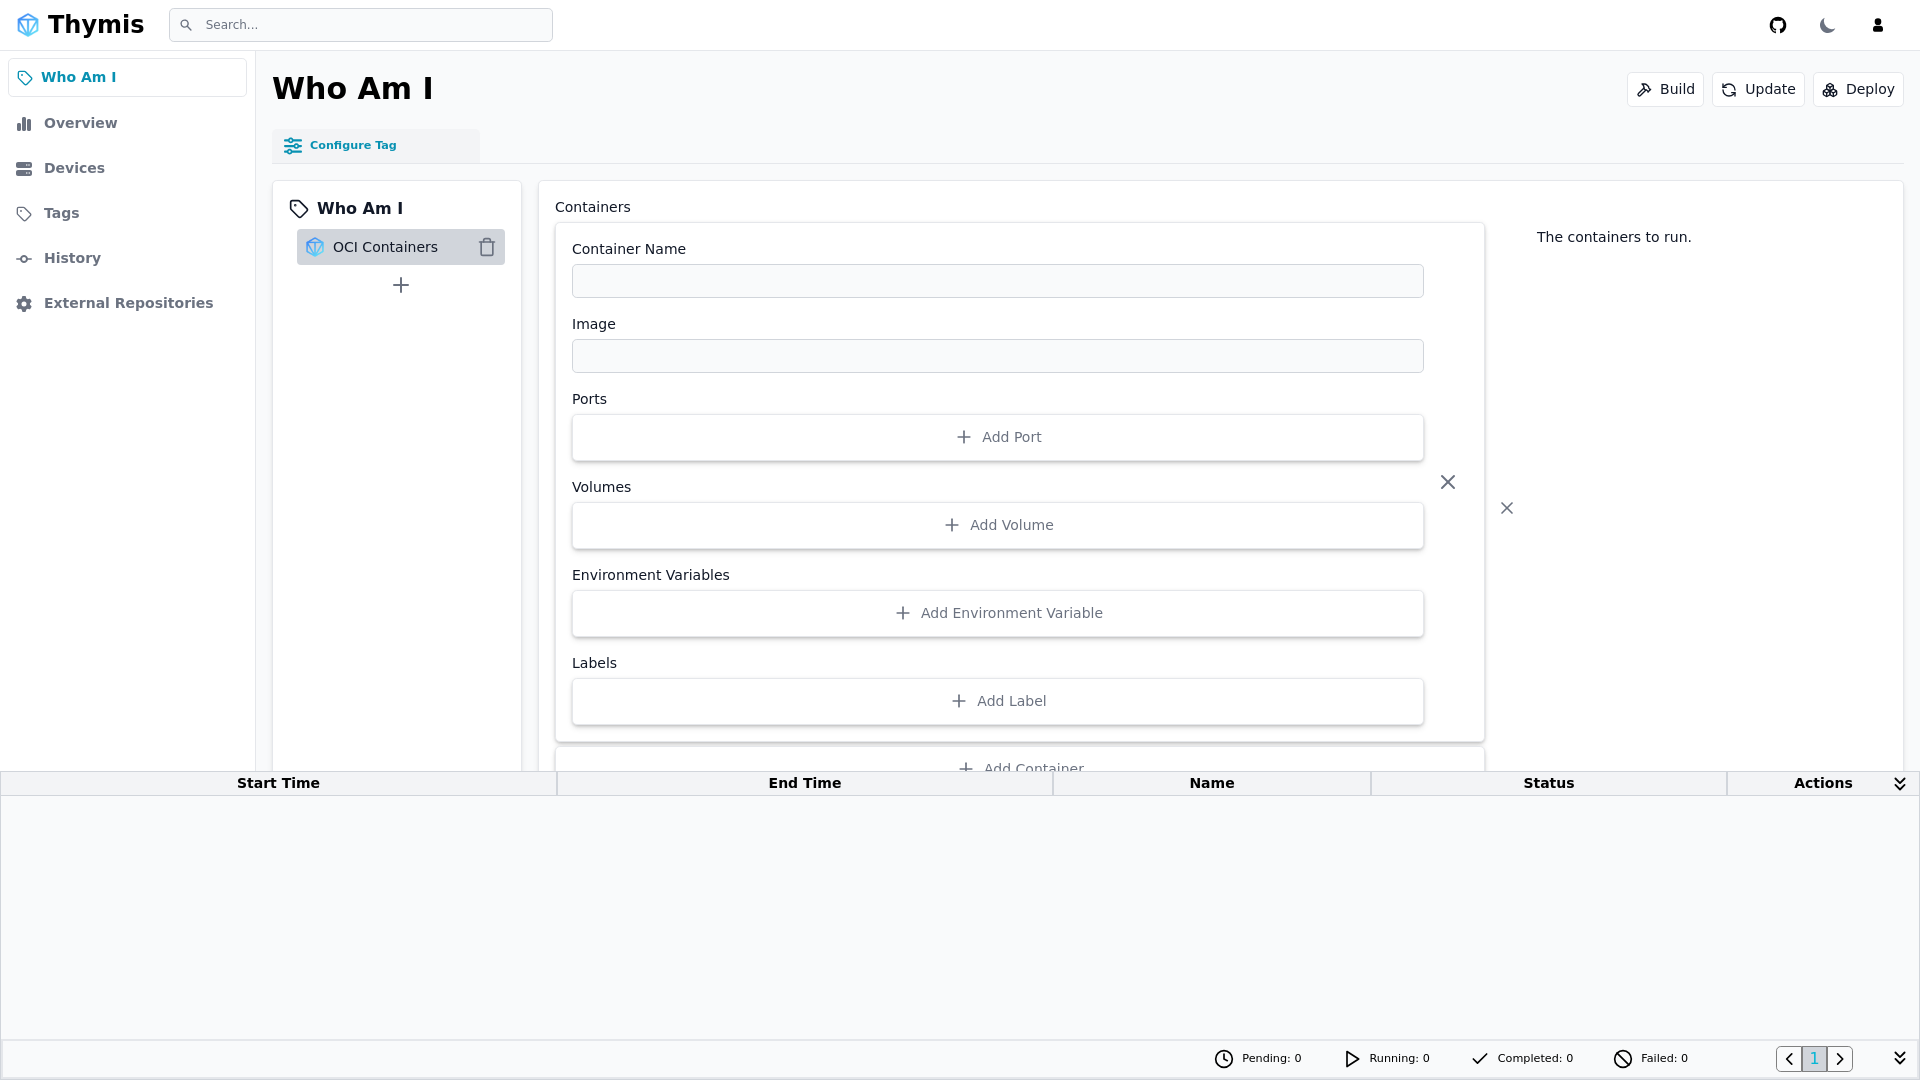 Thymis
Search...
Who Am I
Overview
Devices
Tags
History
External Repositories
Who Am I
Build
Update
Deploy
Configure Tag
Who Am I
OCI Containers
Containers
Container Name
Image
Ports
Add Port
Volumes
Add Volume
Environment Variables
Add Environment Variable
Labels
Add Label
Add Container
The containers to run.
Start Time
End Time
Name
Status
Actions
Pending: 0
Running: 0
Completed: 0
Failed: 0
1